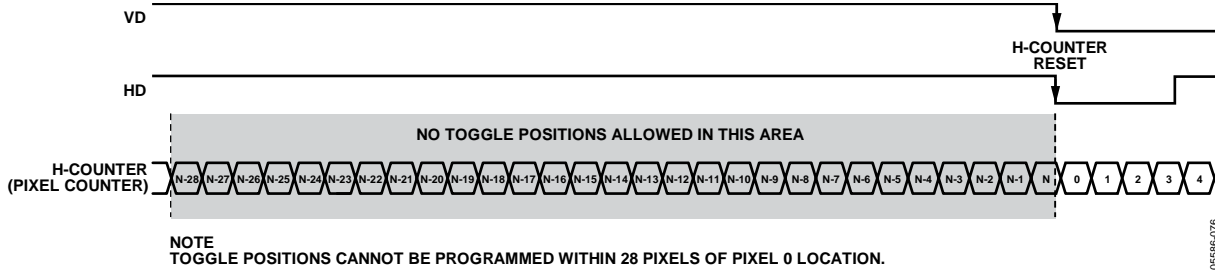 VD
H-COUNTER
RESET
HD
NO TOGGLE POSITIONS ALLOWED IN THIS AREA
H-COUNTER
(PIXEL COUNTER)
N-28 N-27 N-26 N-25 N-24 N-23 N-22 N-21 N-20 N-19 N-18 N-17 N-16 N-15 N-14 N-13 N-12 N-11 N-10 N-9 N-8 N-7 N-6 N-5 N-4 N-3 N-2 N-1 N 0 1 2 3 4
NOTE
TOGGLE POSITIONS CANNOT BE PROGRAMMED WITHIN 28 PIXELS OF PIXEL 0 LOCATION.
05586-076